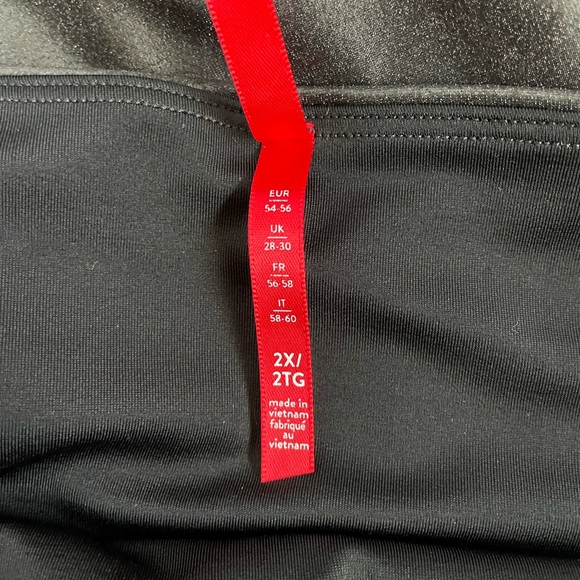 EUR
54-56
UK
28-30
FR
56-58
IT
58-60
2X/
2TG
made in
vietnam
fabriqué
au
vietnam